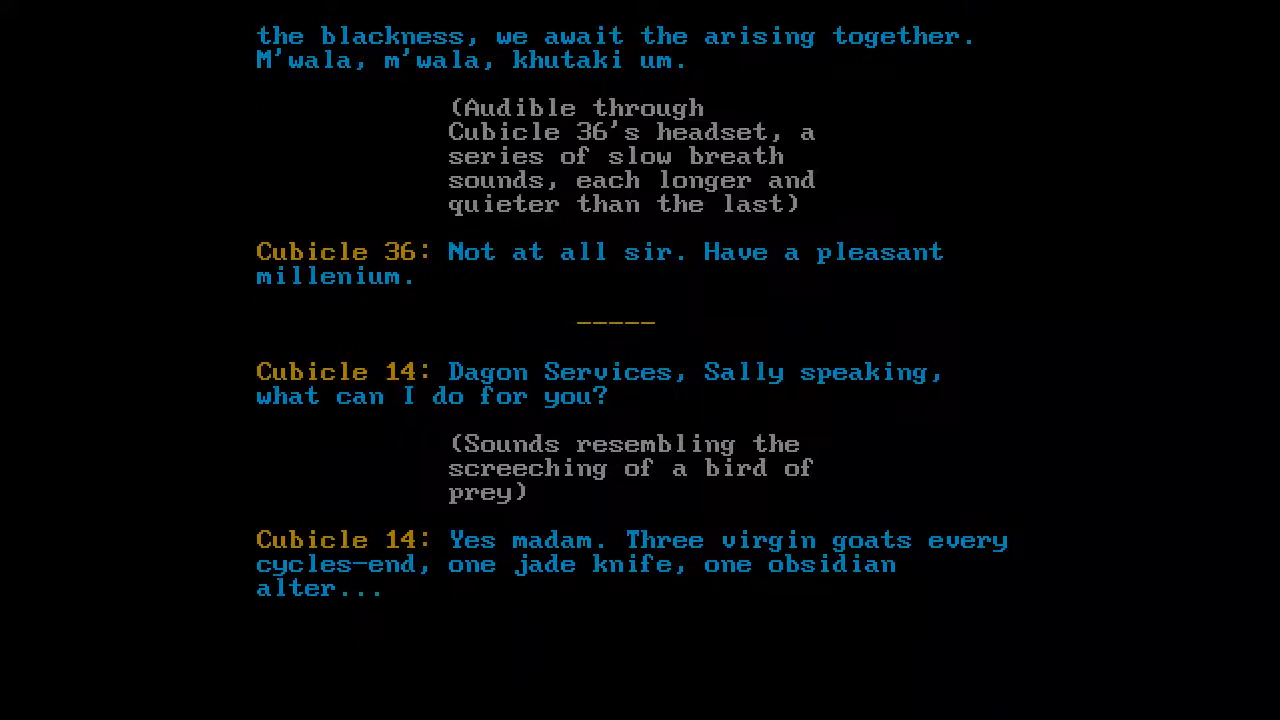 the blackness, we await the arising together.
M'wala, m'wala, khutaki um.
(Audible through
Cubicle 36's headset, a
series of slow breath
sounds, each longer and
quieter than the last)
Cubicle 36: Not at all sir. Have a pleasant
millenium.
-----
Cubicle 14: Dagon Services, Sally speaking,
what can I do for you?
(Sounds resembling the
screeching of a bird of
prey)
Cubicle 14: Yes madam. Three virgin goats every
cycles-end, one jade knife, one obsidian
alter...